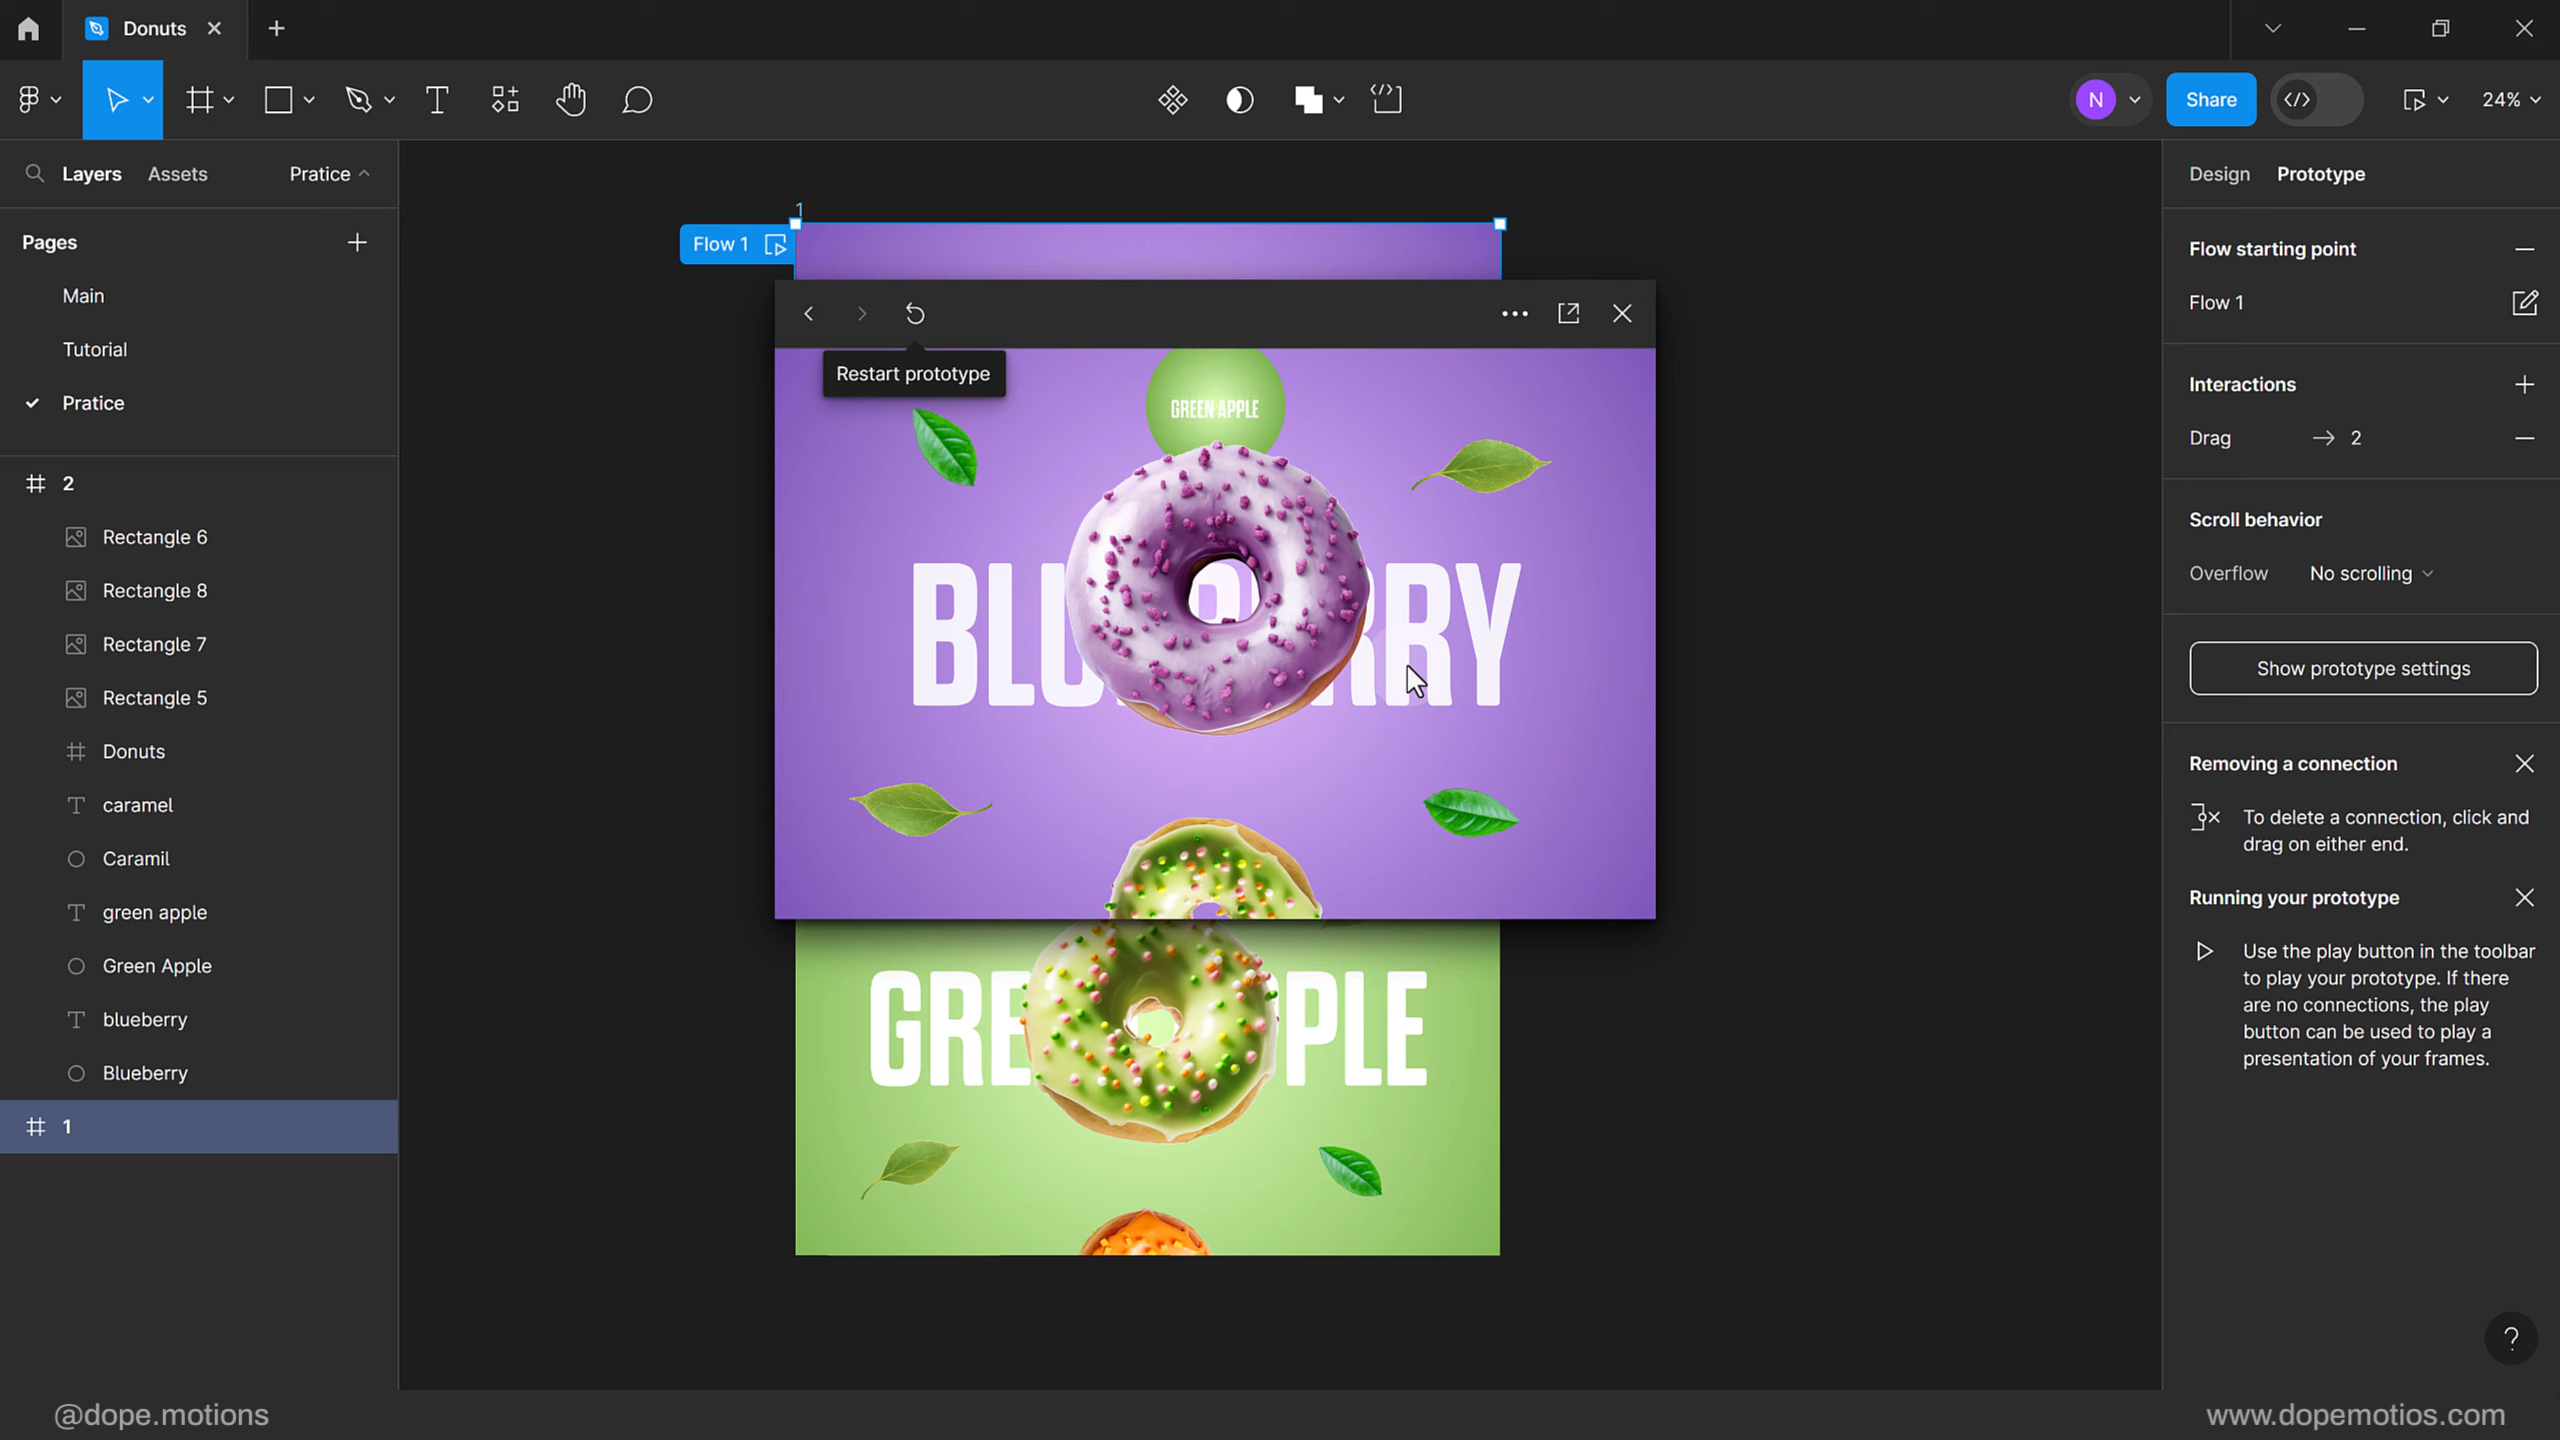 Donuts
N
Share
24%
Layers
Assets
Pratice
Pages
Main
Tutorial
Pratice
2
Rectangle 6
Rectangle 8
Rectangle 7
Rectangle 5
Donuts
caramel
Caramil
green apple
Green Apple
blueberry
Blueberry
1
1
Flow 1
Restart prototype
GREEN APPLE
Design
Prototype
Flow starting point
Flow 1
Interactions
Drag
2
Scroll behavior
Overflow
No scrolling
Show prototype settings
Removing a connection
To delete a connection, click and
drag on either end.
Running your prototype
Use the play button in the toolbar
to play your prototype. If there
are no connections, the play
button can be used to play a
presentation of your frames.
?
@dope.motions
www.dopemotios.com